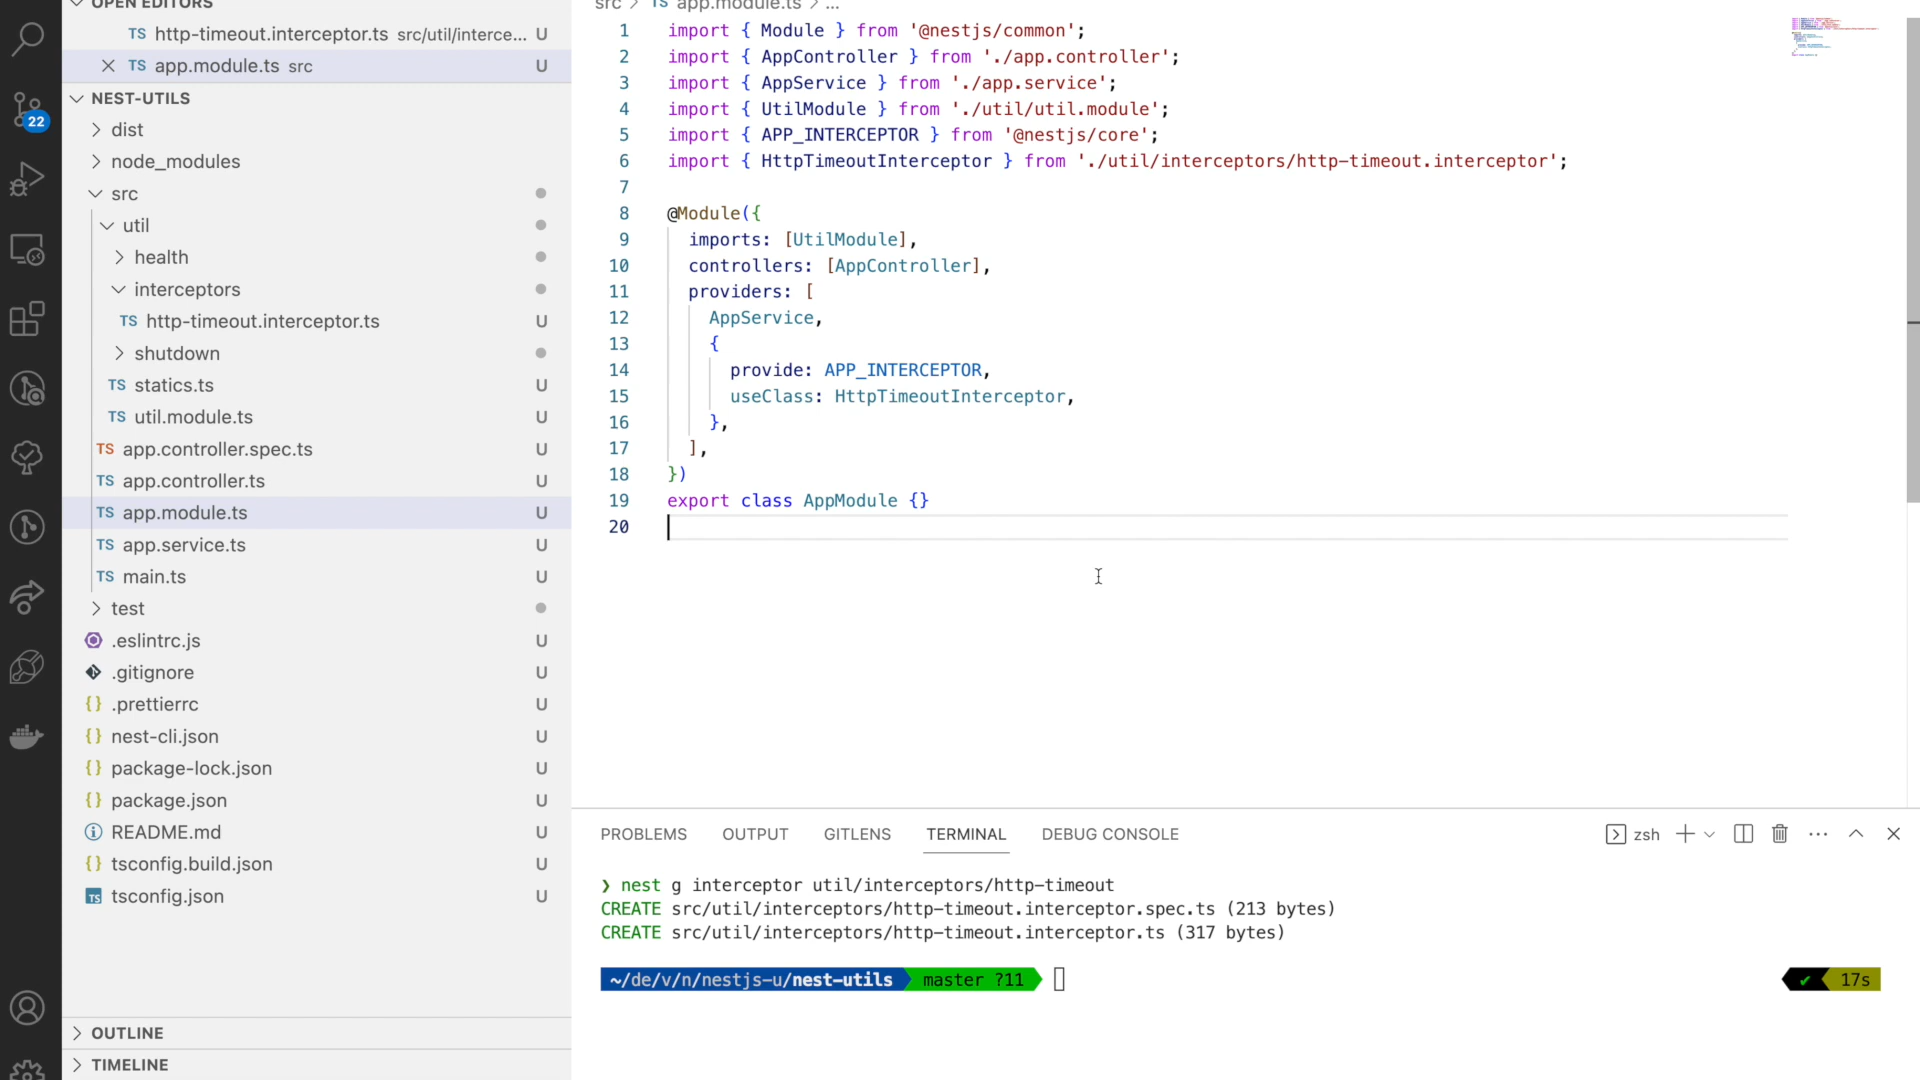 OPEN EDITORS
TS http-timeout.interceptor.ts src/util/interce... U
TS app.module.ts src U
22
NEST-UTILS
dist
node_modules
src
util
health
interceptors
TS http-timeout.interceptor.ts U
shutdown
TS statics.ts U
TS util.module.ts U
TS app.controller.spec.ts U
TS app.controller.ts U
TS app.module.ts U
TS app.service.ts U
TS main.ts U
test
.eslintrc.js U
.gitignore U
{} .prettierrc U
{} nest-cli.json U
{} package-lock.json U
{} package.json U
README.md U
{} tsconfig.build.json U
TS tsconfig.json U
OUTLINE
TIMELINE
src > TS app.module.ts > ...
1 import { Module } from '@nestjs/common';
2 import { AppController } from './app.controller';
3 import { AppService } from './app.service';
4 import { UtilModule } from './util/util.module';
5 import { APP_INTERCEPTOR } from '@nestjs/core';
6 import { HttpTimeoutInterceptor } from './util/interceptors/http-timeout.interceptor';
7
8 @Module({
9 imports: [UtilModule],
10 controllers: [AppController],
11 providers: [
12 AppService,
13 {
14 provide: APP_INTERCEPTOR,
15 useClass: HttpTimeoutInterceptor,
16 },
17 ],
18 })
19 export class AppModule {}
20
PROBLEMS OUTPUT GITLENS TERMINAL DEBUG CONSOLE zsh
❯ nest g interceptor util/interceptors/http-timeout
CREATE src/util/interceptors/http-timeout.interceptor.spec.ts (213 bytes)
CREATE src/util/interceptors/http-timeout.interceptor.ts (317 bytes)
~/de/v/n/nestjs-u/nest-utils master ?11 ✔ 17s